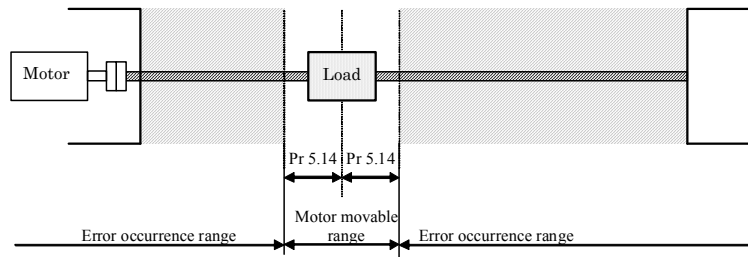 Motor
Load
Pr 5.14 Pr 5.14
Motor movable
range
Error occurrence range
Error occurrence range